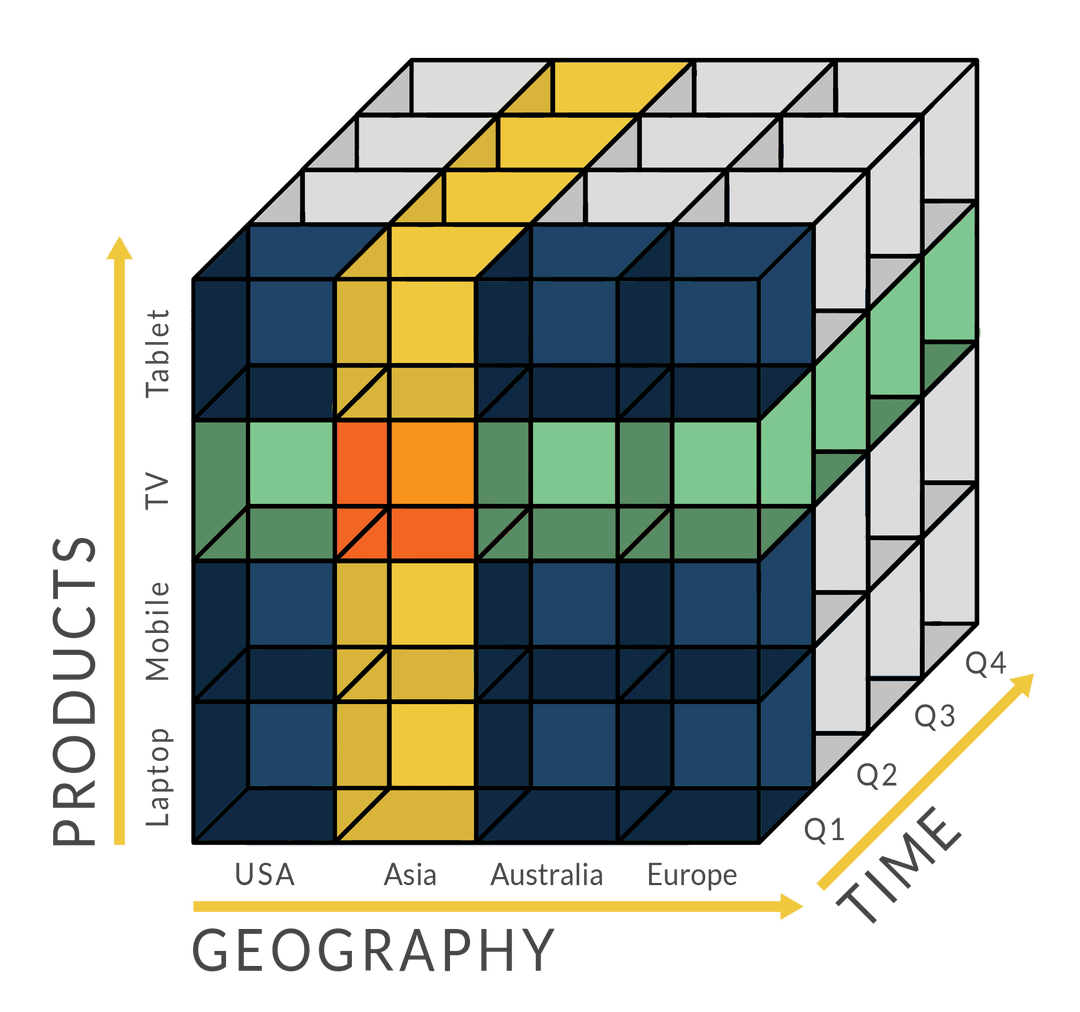 PRODUCTS
Tablet
TV
Mobile
Laptop
USA Asia Australia Europe
GEOGRAPHY
Q1
Q2
Q3
Q4
TIME